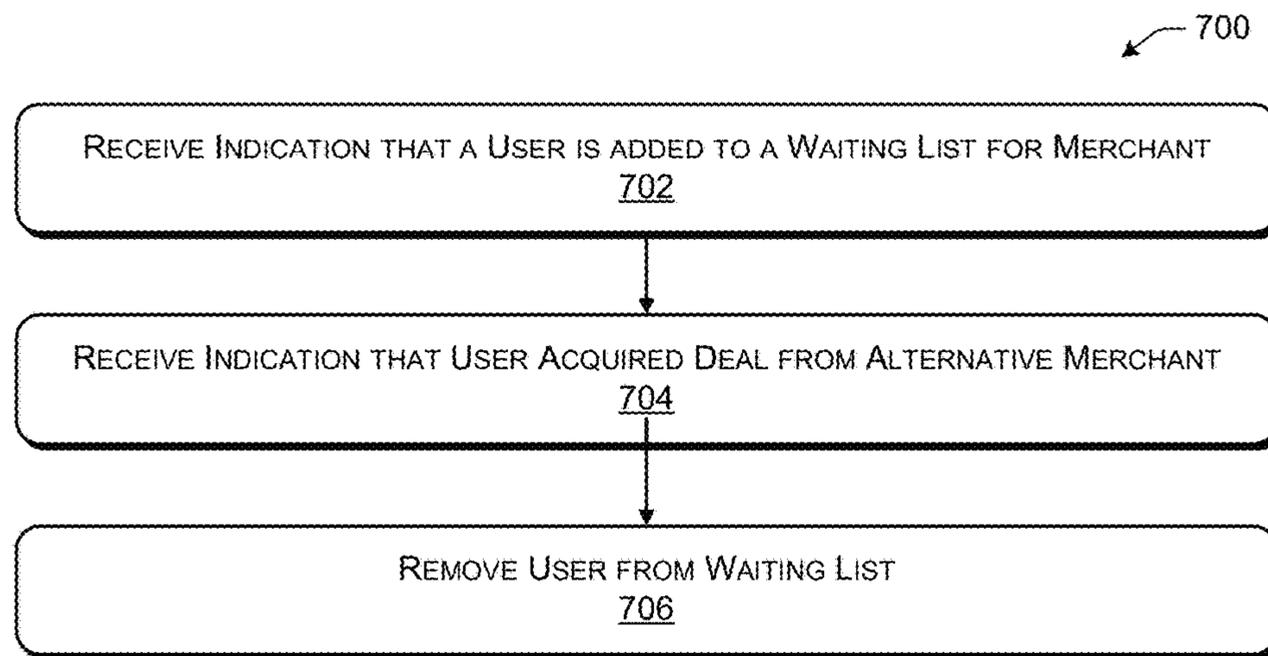 700
RECEIVE INDICATION THAT A USER IS ADDED TO A WAITING LIST FOR MERCHANT
702
RECEIVE INDICATION THAT USER ACQUIRED DEAL FROM ALTERNATIVE MERCHANT
704
REMOVE USER FROM WAITING LIST
706